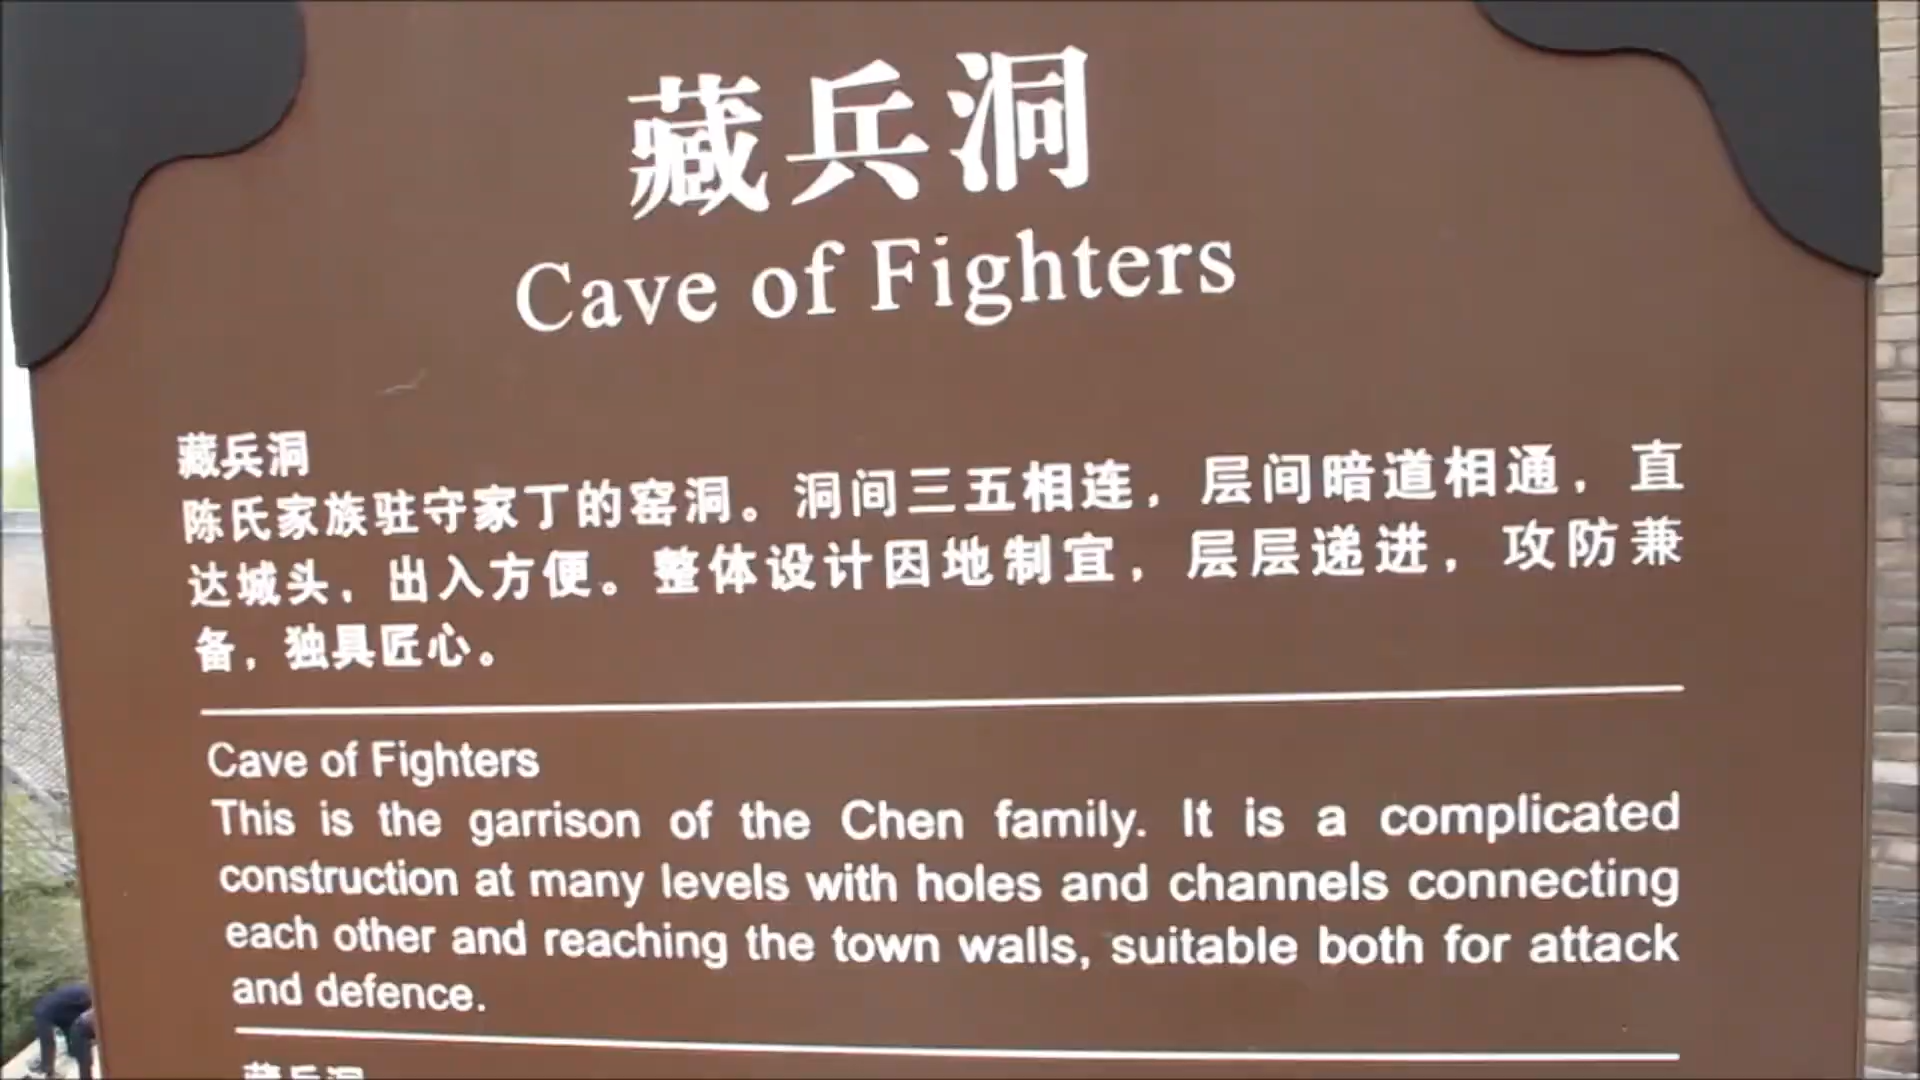 藏兵洞
Cave of Fighters
藏兵洞
陈氏家族驻守家丁的窑洞。洞间三五相连，层间暗道相通，直
达城头，出入方便。整体设计因地制宜，层层递进，攻防兼
备，独具匠心。
Cave of Fighters
This is the garrison of the Chen family. It is a complicated
construction at many levels with holes and channels connecting
each other and reaching the town walls, suitable both for attack
and defence.
藏兵洞